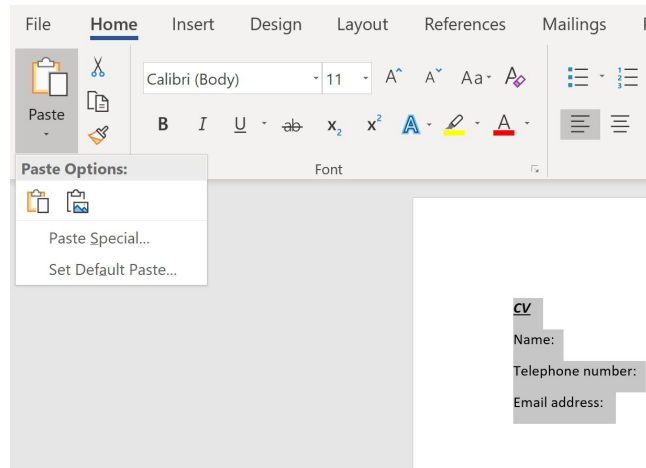 File Home Insert Design Layout References Mailings
Calibri (Body) 11 A A Aa A
Paste
B I U ab x2 x2 A A
Paste Options:
Font
Paste Special...
Set Default Paste...
CV
Name:
Telephone number:
Email address: